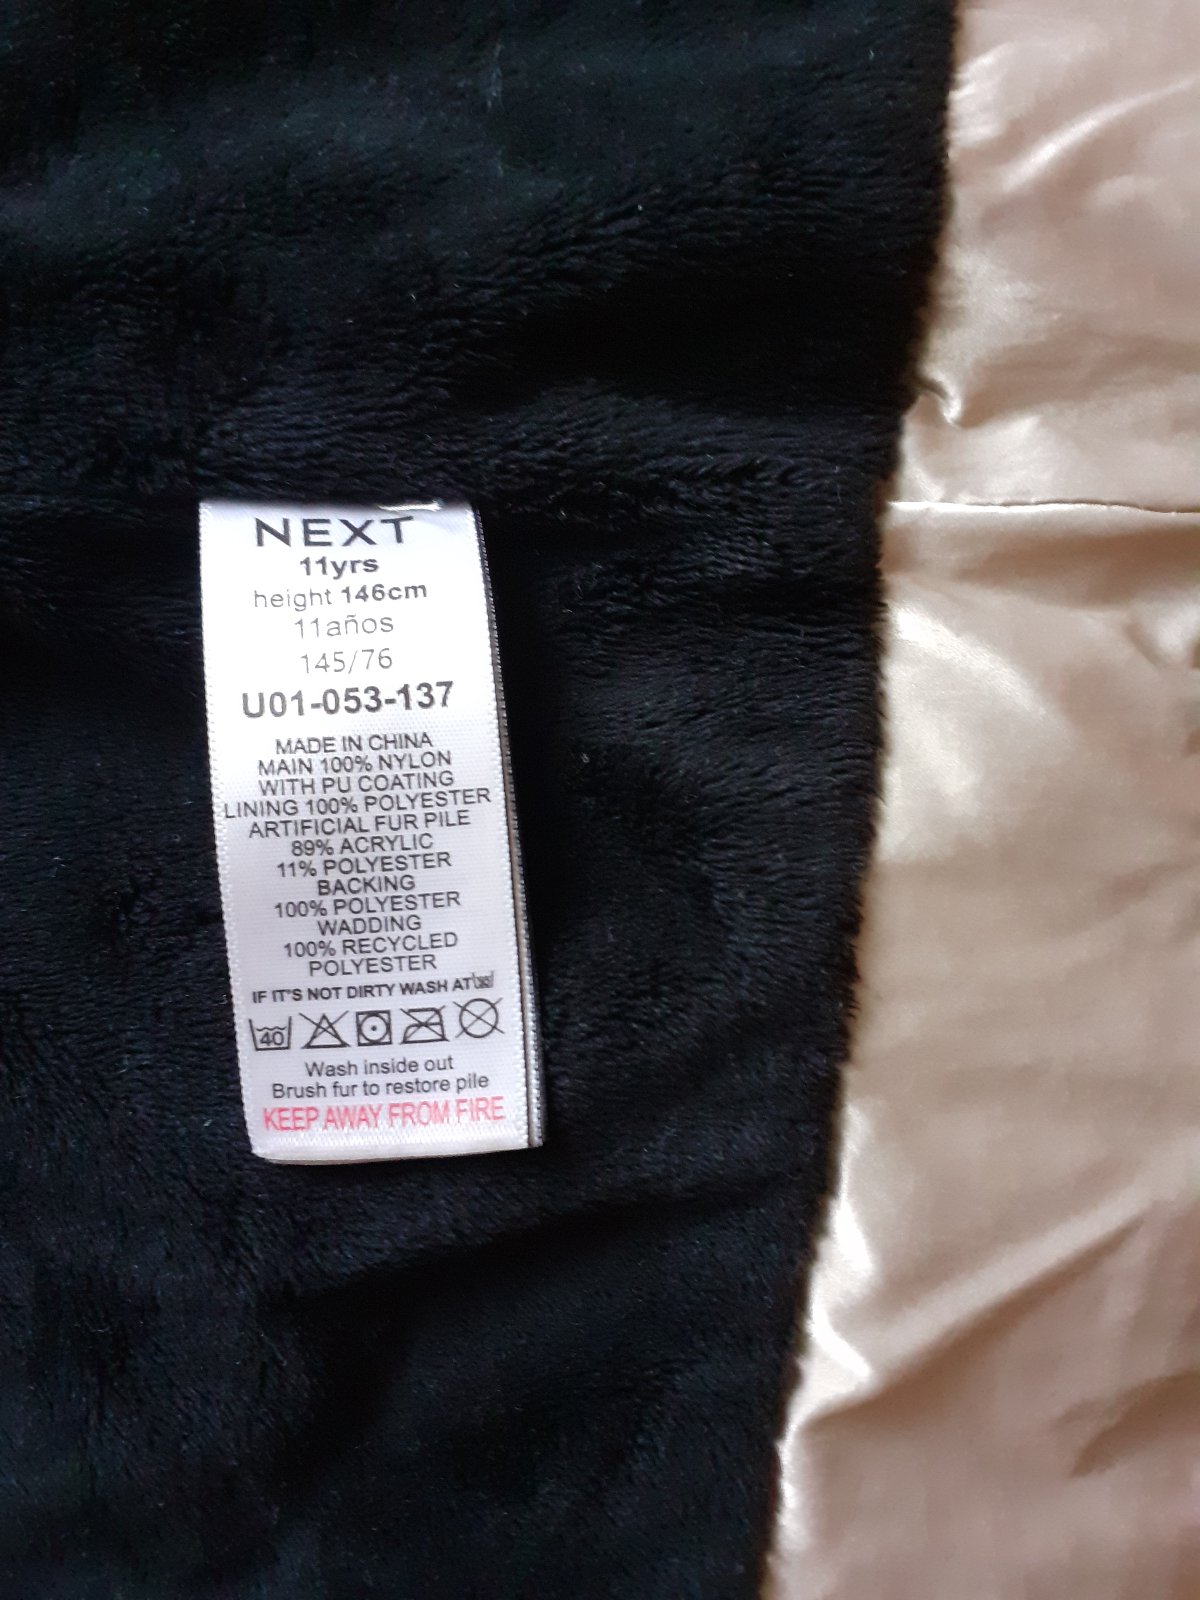 NEXT
11yrs
height 146cm
11años
145/76
U01-053-137
MADE IN CHINA
MAIN 100% NYLON
WITH PU COATING
LINING 100% POLYESTER
ARTIFICIAL FUR PILE
89% ACRYLIC
11% POLYESTER
BACKING
100% POLYESTER
WADDING
100% RECYCLED
POLYESTER
IF IT'S NOT DIRTY WASH AT
40
Wash inside out
Brush fur to restore pile
KEEP AWAY FROM FIRE